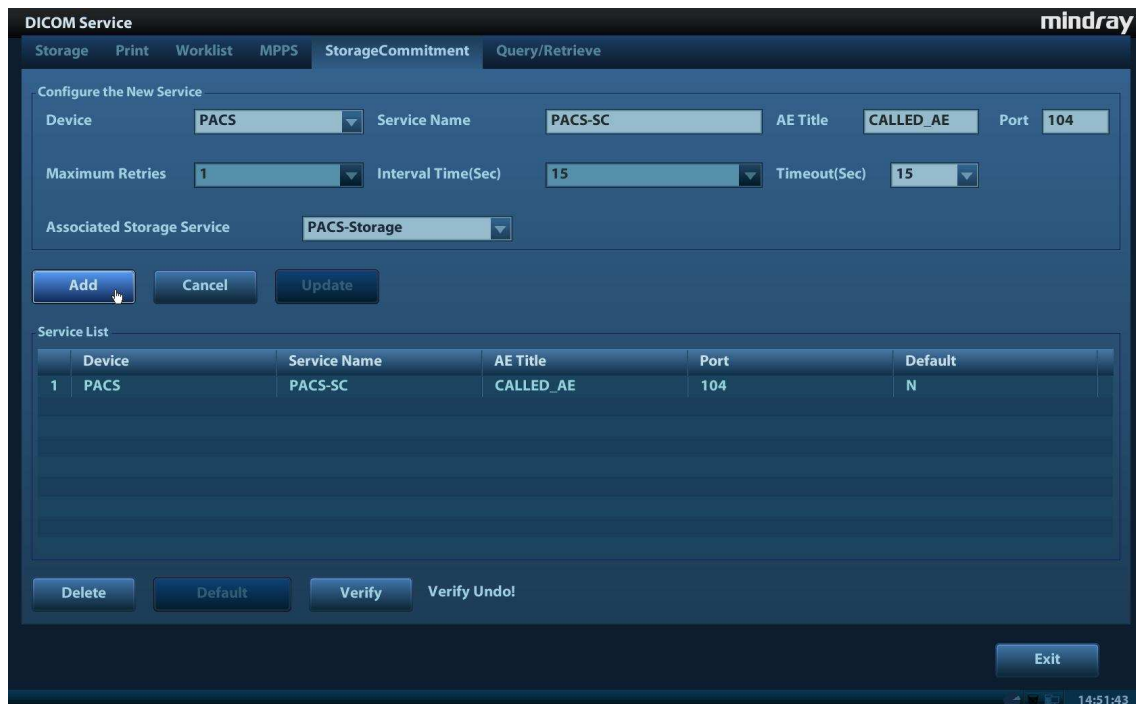 DICOM Service mindray
Storage Print Worklist MPPS StorageCommitment Query/Retrieve
Configure the New Service
Device PACS Service Name PACS-SC AE Title CALLED_AE Port 104
Maximum Retries 1 Interval Time(Sec) 15 Timeout(Sec) 15
Associated Storage Service PACS-Storage
Add Cancel Update
Service List
Device Service Name AE Title Port Default
1 PACS PACS-SC CALLED_AE 104 N
Delete Default Verify Verify Undo!
Exit
14:51:43